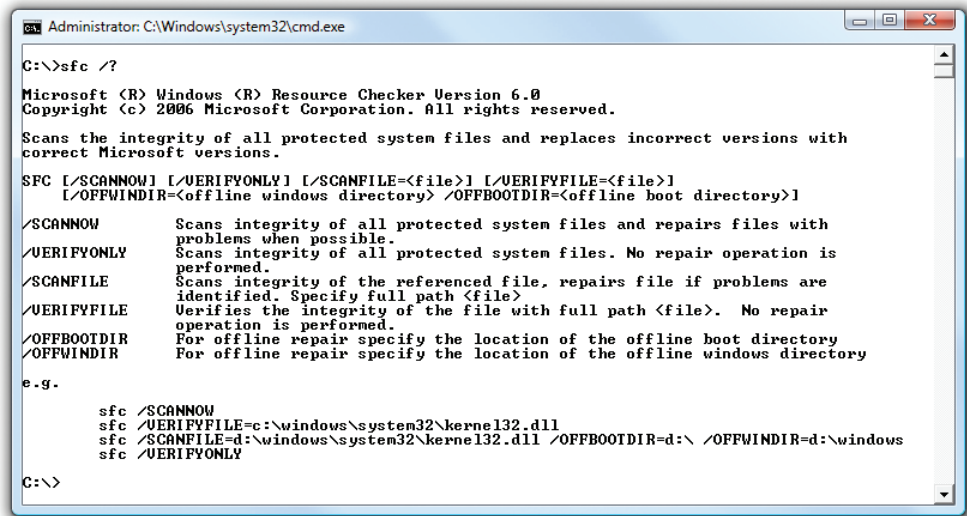 Administrator: C:\Windows\system32\cmd.exe
C:\>sfc /?
Microsoft (R) Windows (R) Resource Checker Version 6.0
Copyright (c) 2006 Microsoft Corporation. All rights reserved.
Scans the integrity of all protected system files and replaces incorrect versions with
correct Microsoft versions.
SFC [/SCANNOW] [/VERIFYONLY] [/SCANFILE=<file>] [/VERIFYFILE=<file>]
[/OFFWINDIR=<offline windows directory> /OFFBOOTDIR=<offline boot directory>]
/SCANNOW Scans integrity of all protected system files and repairs files with
problems when possible.
/VERIFYONLY Scans integrity of all protected system files. No repair operation is
performed.
/SCANFILE Scans integrity of the referenced file, repairs file if problems are
identified. Specify full path <file>
/VERIFYFILE Verifies the integrity of the file with full path <file>. No repair
operation is performed.
/OFFBOOTDIR For offline repair specify the location of the offline boot directory
/OFFWINDIR For offline repair specify the location of the offline windows directory
e.g.
sfc /SCANNOW
sfc /VERIFYFILE=c:\windows\system32\kernel32.dll
sfc /SCANFILE=d:\windows\system32\kernel32.dll /OFFBOOTDIR=d:\ /OFFWINDIR=d:\windows
sfc /VERIFYONLY
C:\>